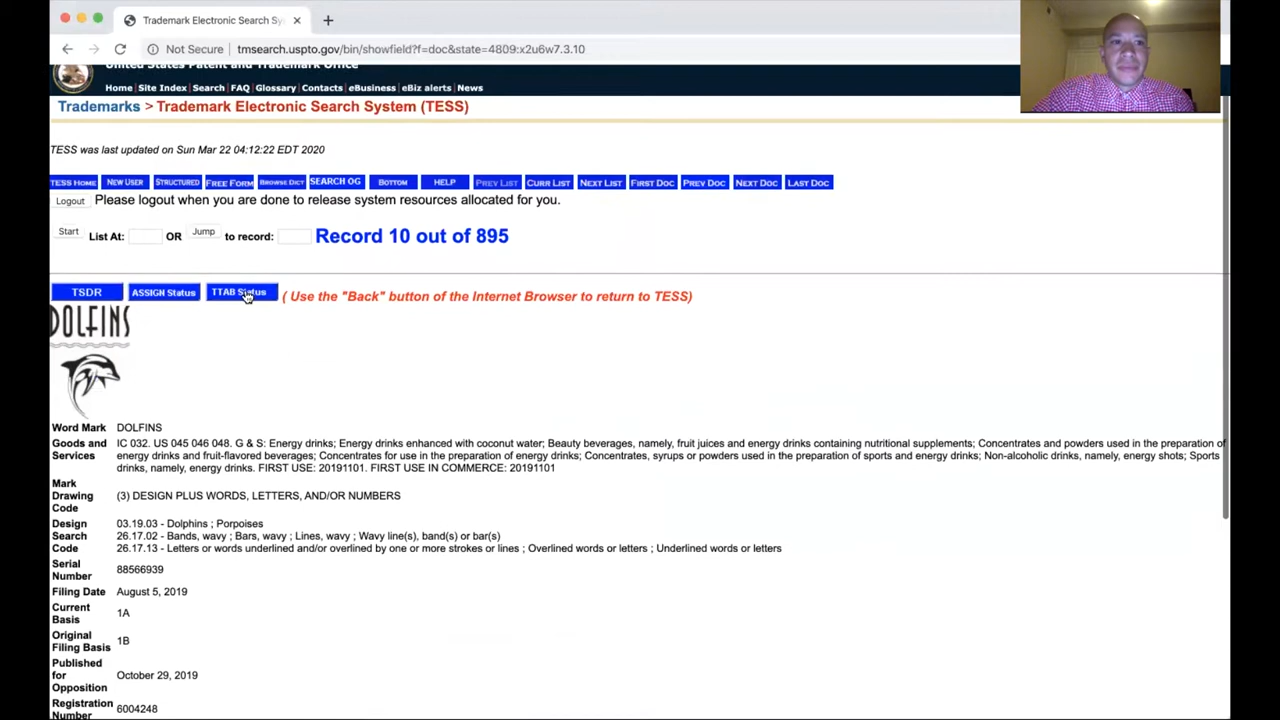 Trademark Electronic Search Sy
Not Secure tmsearch.uspto.gov/bin/showfield?f=doc&state=4809:x2u6w7.3.10
United States Patent and Trademark Office
Home | Site Index | Search | FAQ | Glossary | Contacts | eBusiness | eBiz alerts | News
Trademarks > Trademark Electronic Search System (TESS)
TESS was last updated on Sun Mar 22 04:12:22 EDT 2020
TESS HOME NEW USER STRUCTURED FREE FORM BROWSE DICT SEARCH OG BOTTOM HELP PREV LIST CURR LIST NEXT LIST FIRST DOC PREV DOC NEXT DOC LAST DOC
Logout Please logout when you are done to release system resources allocated for you.
Start List At: OR Jump to record: Record 10 out of 895
TSDR ASSIGN Status TTAB Status ( Use the "Back" button of the Internet Browser to return to TESS)
DOLFINS
Word Mark DOLFINS
Goods and Services IC 032. US 045 046 048. G & S: Energy drinks; Energy drinks enhanced with coconut water; Beauty beverages, namely, fruit juices and energy drinks containing nutritional supplements; Concentrates and powders used in the preparation of
energy drinks and fruit-flavored beverages; Concentrates for use in the preparation of energy drinks; Concentrates, syrups or powders used in the preparation of sports and energy drinks; Non-alcoholic drinks, namely, energy shots; Sports
drinks, namely, energy drinks. FIRST USE: 20191101. FIRST USE IN COMMERCE: 20191101
Mark
Drawing (3) DESIGN PLUS WORDS, LETTERS, AND/OR NUMBERS
Code
Design 03.19.03 - Dolphins ; Porpoises
Search 26.17.02 - Bands, wavy ; Bars, wavy ; Lines, wavy ; Wavy line(s), band(s) or bar(s)
Code 26.17.13 - Letters or words underlined and/or overlined by one or more strokes or lines ; Overlined words or letters ; Underlined words or letters
Serial
Number 88566939
Filing Date August 5, 2019
Current
Basis 1A
Original
Filing Basis 1B
Published
for October 29, 2019
Opposition
Registration
Number 6004248